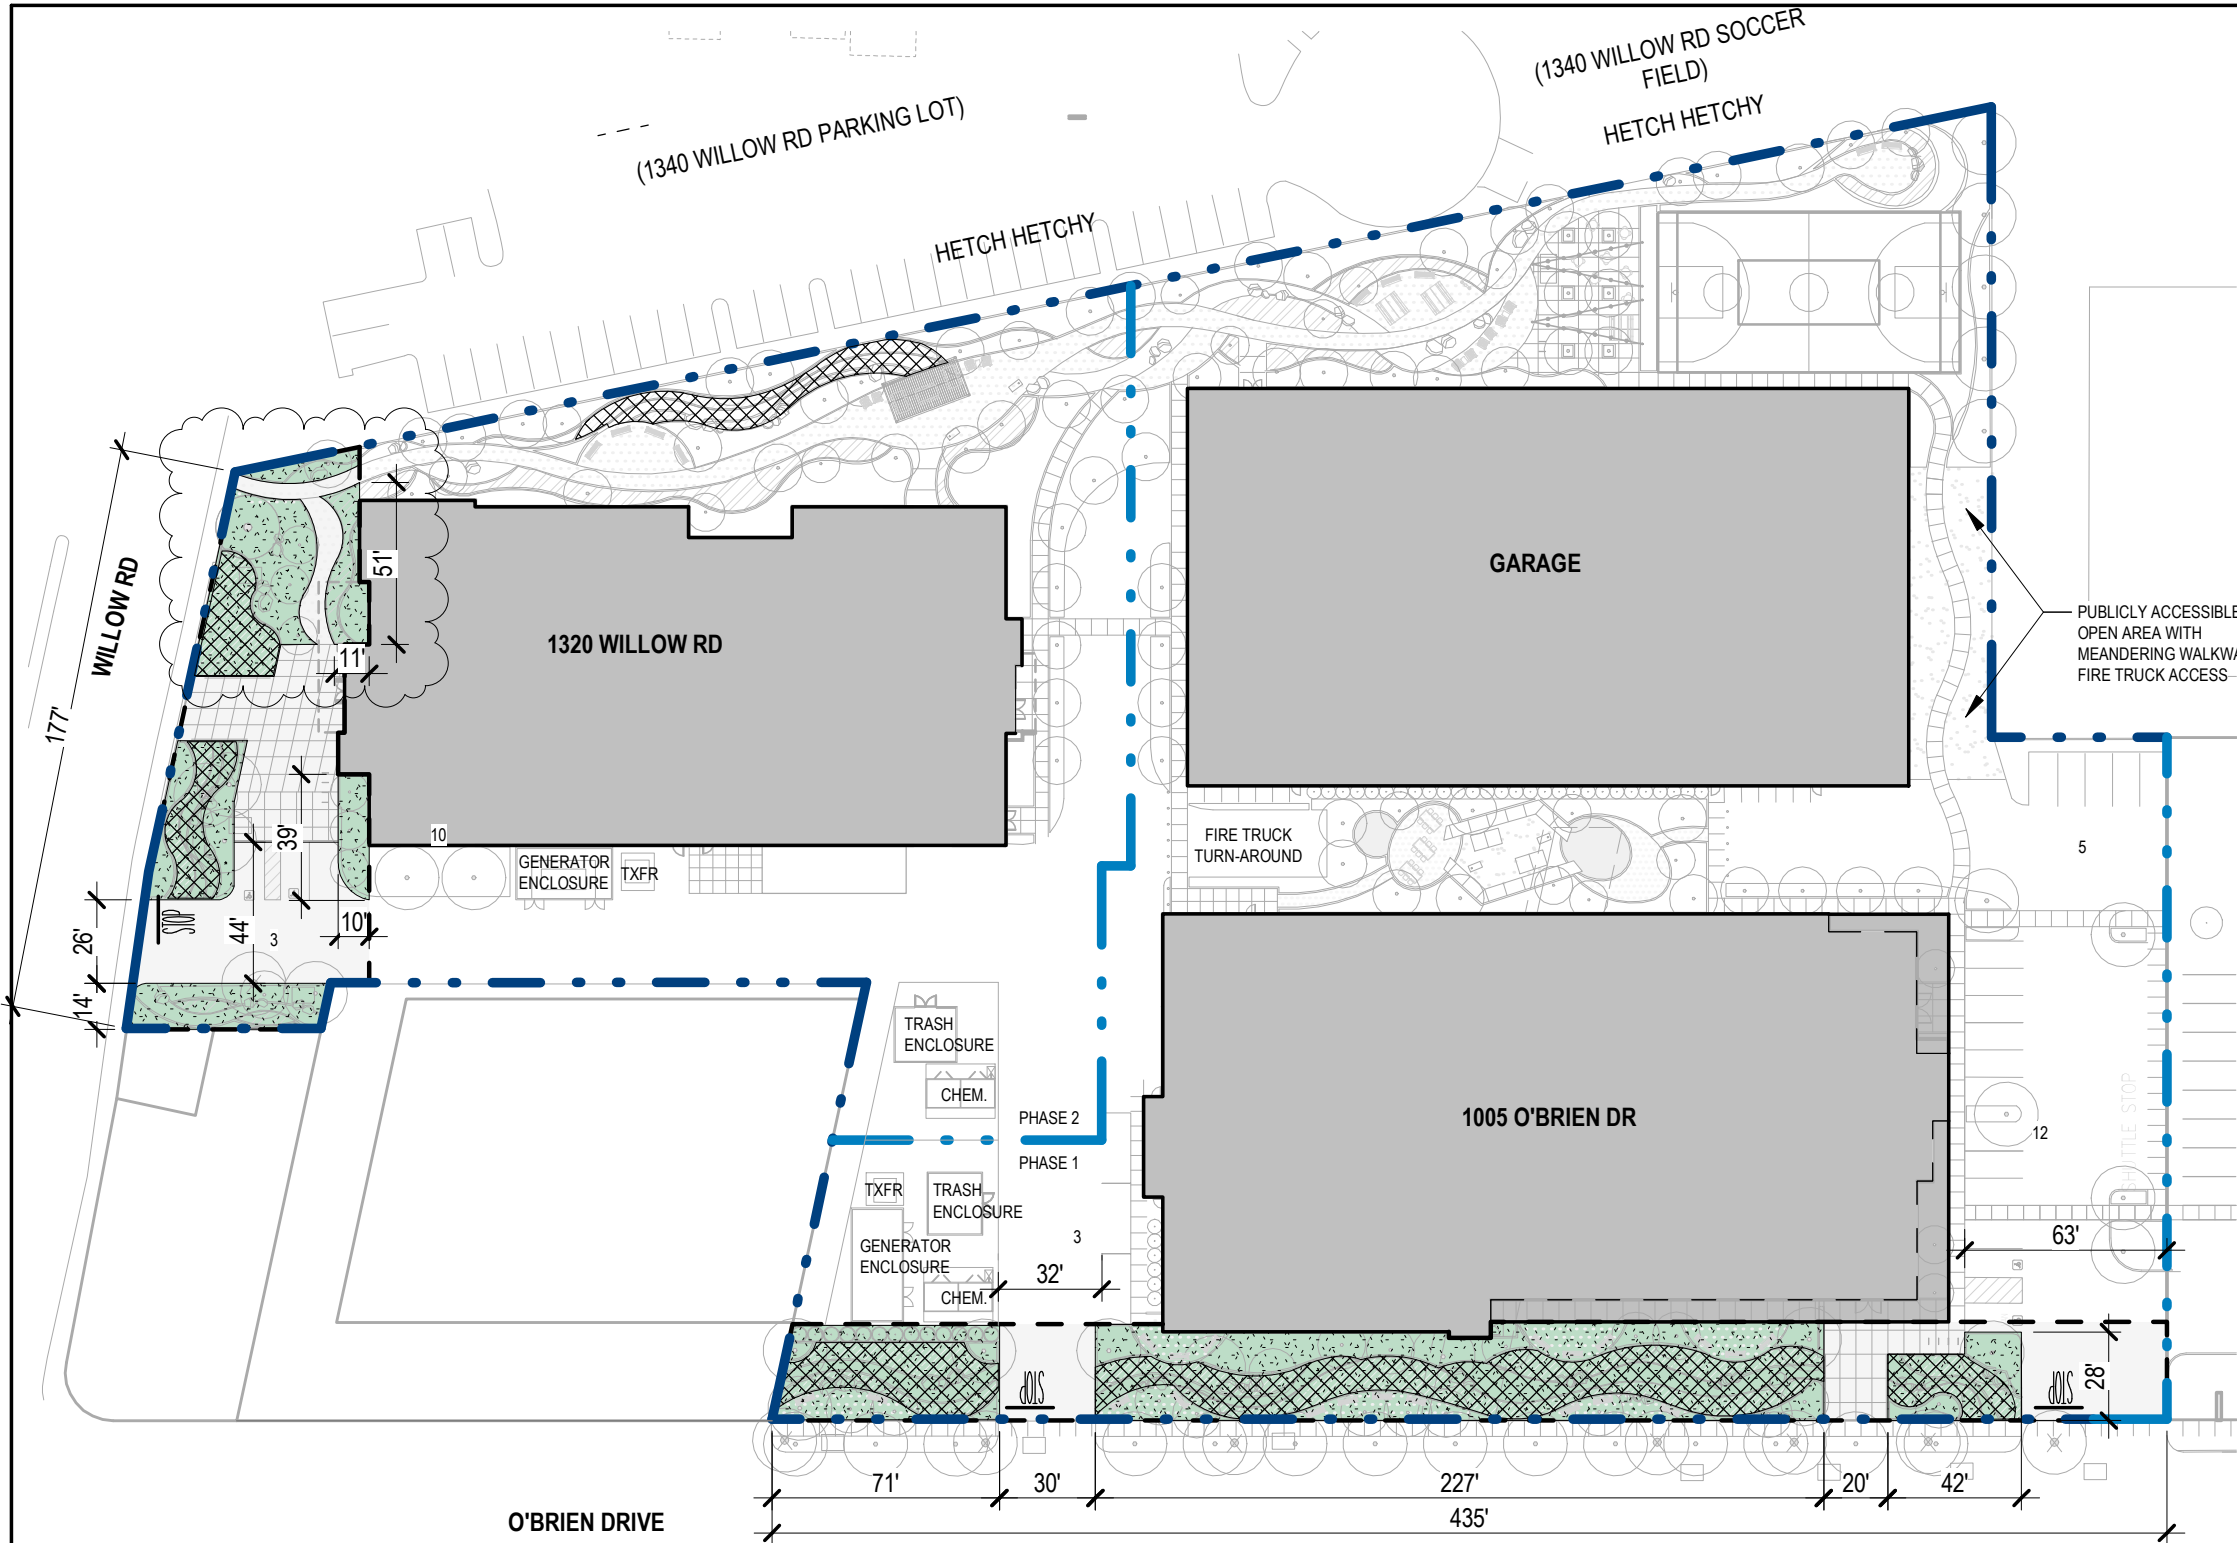 (1340 WILLOW RD SOCCER
FIELD)
HETCH HETCHY
(1340 WILLOW RD PARKING LOT)
HETCH HETCHY
WILLOW RD
177'
51'
11'
1320 WILLOW RD
GARAGE
PUBLICLY ACCESSIBLE
OPEN AREA WITH
MEANDERING WALKWA
FIRE TRUCK ACCESS
39'
10
GENERATOR
ENCLOSURE
TXFR
FIRE TRUCK
TURN-AROUND
5
26'
STOP
44'
3
10'
14'
TRASH
ENCLOSURE
CHEM.
PHASE 2
PHASE 1
1005 O'BRIEN DR
12
SHUTTLE STOP
TXFR
TRASH
ENCLOSURE
GENERATOR
ENCLOSURE
CHEM.
3
32'
63'
STOP
STOP
28'
71'
30'
227'
20'
42'
435'
O'BRIEN DRIVE